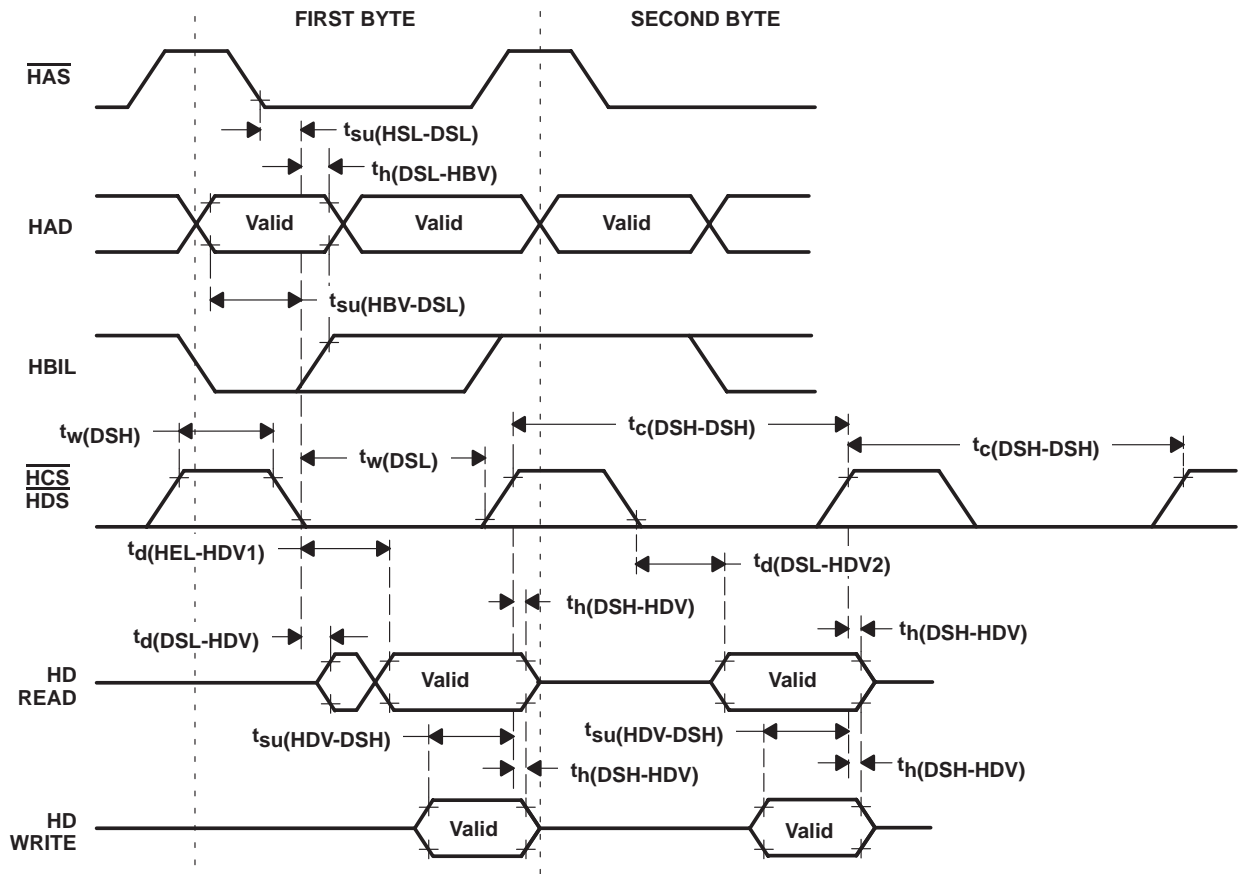 FIRST BYTE
SECOND BYTE
HAS
tsu(HSL-DSL)
th(DSL-HBV)
HAD
Valid
Valid
Valid
tsu(HBV-DSL)
HBIL
tw(DSH)
tc(DSH-DSH)
tc(DSH-DSH)
tw(DSL)
HCS
HDS
td(HEL-HDV1)
td(DSL-HDV2)
th(DSH-HDV)
td(DSL-HDV)
th(DSH-HDV)
HD
READ
Valid
Valid
tsu(HDV-DSH)
tsu(HDV-DSH)
th(DSH-HDV)
th(DSH-HDV)
HD
WRITE
Valid
Valid